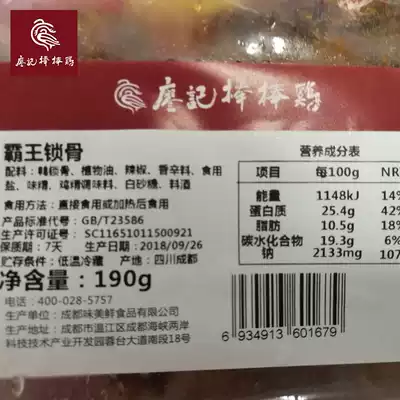 廖記棒棒鸡
廖記棒棒鸡
霸王锁骨
配料：鸭锁骨、植物油、辣椒、香辛料、食用
盐、味精、鸡精调味料、白砂糖、料酒
食用方法：直接食用或加热后食用
产品标准代号：GB/T23586
生产许可证号：SC11651011500921
保质期：7天 生产日期：2018/09/26
贮存条件：低温冷藏 产地：四川成都
净含量：190g
电话：400-028-5757
生产单位：成都味美鲜食品有限公司
生产地址：成都市温江区成都海峡两岸
科技技术产业开发园蓉台大道南段18号
营养成分表
项目 每100g NR
能量 1148kJ 14%
蛋白质 25.4g 42%
脂肪 10.5g 18%
碳水化合物 19.3g 6%
钠 2133mg 107
6 934913 601679